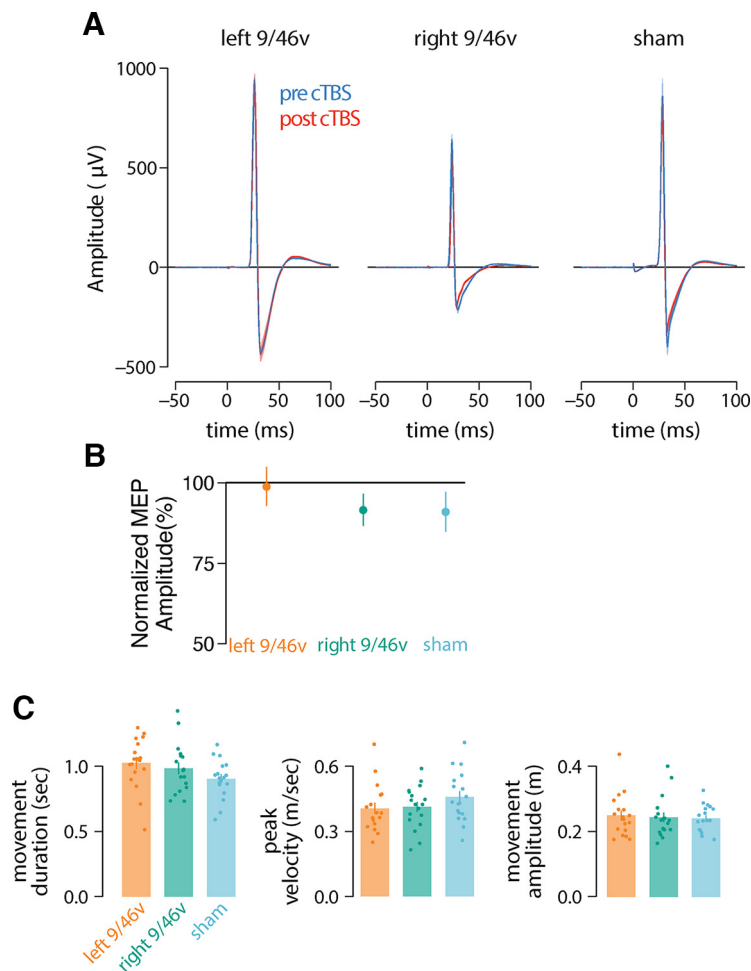 A
left 9/46v right 9/46v sham
1000
500
0
−500
Amplitude ( μV)
pre cTBS
post cTBS
−50 0 50 100 −50 0 50 100 −50 0 50 100
time (ms) time (ms) time (ms)
B
100
75
50
Normalized MEP
Amplitude(%)
left 9/46v right 9/46v sham
C
1.0
0.5
0.0
movement
duration (sec)
left 9/46v right 9/46v sham
0.6
0.3
0.0
peak
velocity (m/sec)
0.4
0.2
0.0
movement
amplitude (m)